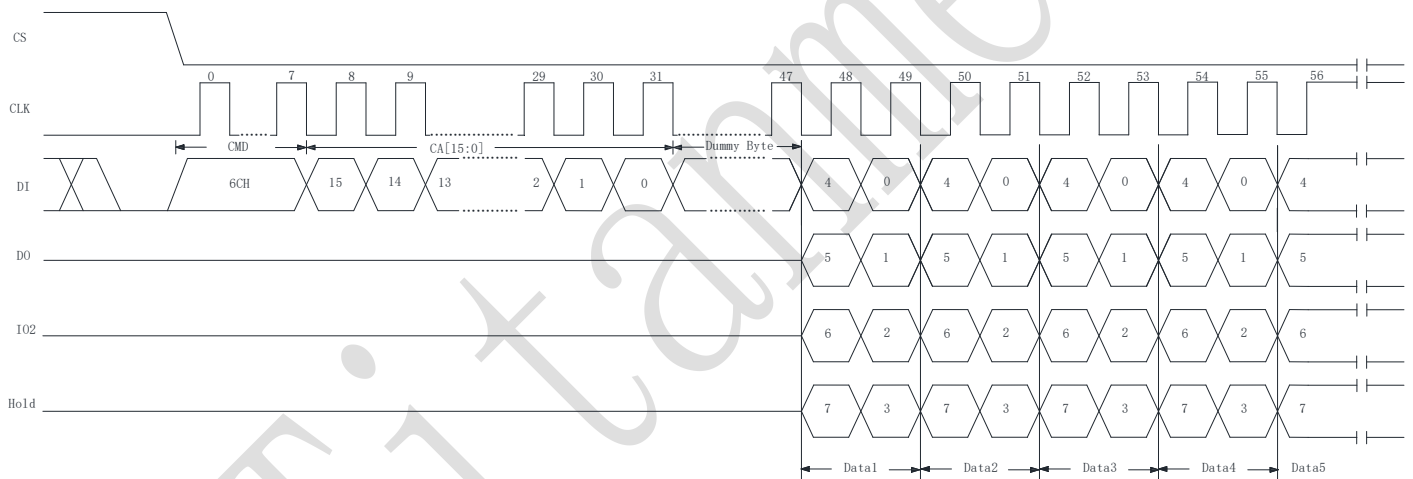 CS
0 7 8 9 29 30 31 47 48 49 50 51 52 53 54 55 56
CLK
CMD CA[15:0] Dummy Byte
DI 6CH 15 14 13 2 1 0 4 0 4 0 4 0 4 0 4
DO 5 1 5 1 5 1 5 1 5
IO2 6 2 6 2 6 2 6 2 6
Hold 7 3 7 3 7 3 7 3 7
Data1 Data2 Data3 Data4 Data5